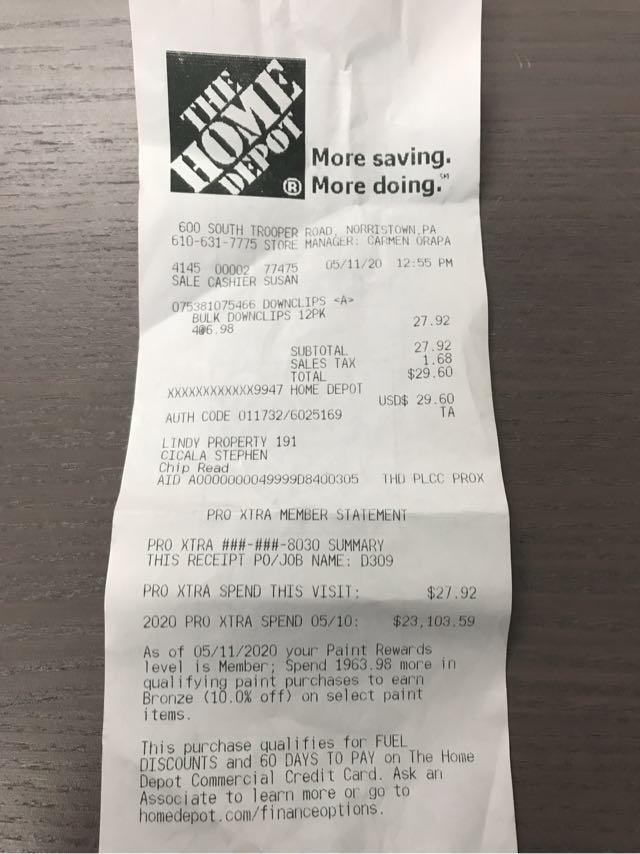 THE
HOME
DEPOT
®
More saving.
More doing.℠
600 SOUTH TROOPER ROAD, NORRISTOWN,PA
610-631-7775 STORE MANAGER: CARMEN ORAPA
4145 00002 77475 05/11/20 12:55 PM
SALE CASHIER SUSAN
075381075466 DOWNCLIPS <A>
BULK DOWNCLIPS 12PK
4@6.98 27.92
SUBTOTAL 27.92
SALES TAX 1.68
TOTAL $29.60
XXXXXXXXXXXX9947 HOME DEPOT
USD$ 29.60
AUTH CODE 011732/6025169 TA
LINDY PROPERTY 191
CICALA STEPHEN
Chip Read
AID A0000000049999D8400305 THD PLCC PROX
PRO XTRA MEMBER STATEMENT
PRO XTRA ###-###-8030 SUMMARY
THIS RECEIPT PO/JOB NAME: D309
PRO XTRA SPEND THIS VISIT: $27.92
2020 PRO XTRA SPEND 05/10: $23,103.59
As of 05/11/2020 your Paint Rewards
level is Member; Spend 1963.98 more in
qualifying paint purchases to earn
Bronze (10.0% off) on select paint
items.
This purchase qualifies for FUEL
DISCOUNTS and 60 DAYS TO PAY on The Home
Depot Commercial Credit Card. Ask an
Associate to learn more or go to
homedepot.com/financeoptions.